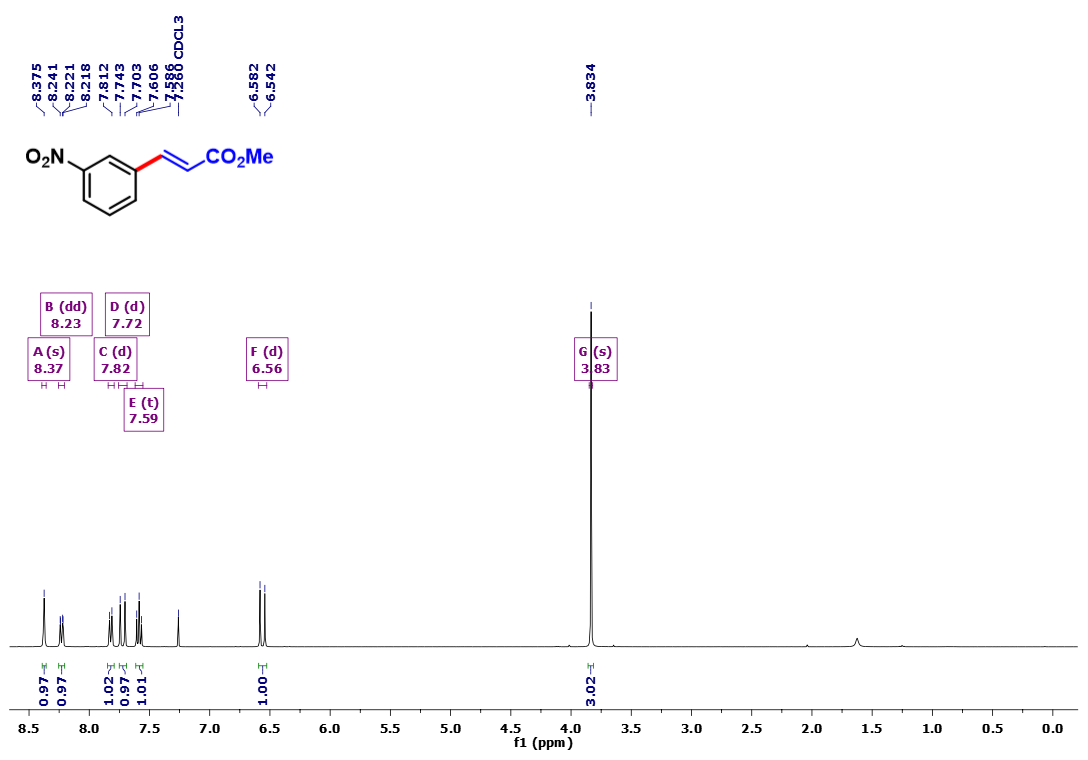 8.375
8.241
8.221
8.218
7.812
7.743
7.703
7.606
7.586
7.260 CDCL3
6.582
6.542
3.834
O2N
CO2Me
B (dd)
8.23
D (d)
7.72
A (s)
8.37
C (d)
7.82
F (d)
6.56
G (s)
3.83
E (t)
7.59
0.97
0.97
1.02
0.97
1.01
1.00
3.02
8.5 8.0 7.5 7.0 6.5 6.0 5.5 5.0 4.5 4.0 3.5 3.0 2.5 2.0 1.5 1.0 0.5 0.0
f1 (ppm)